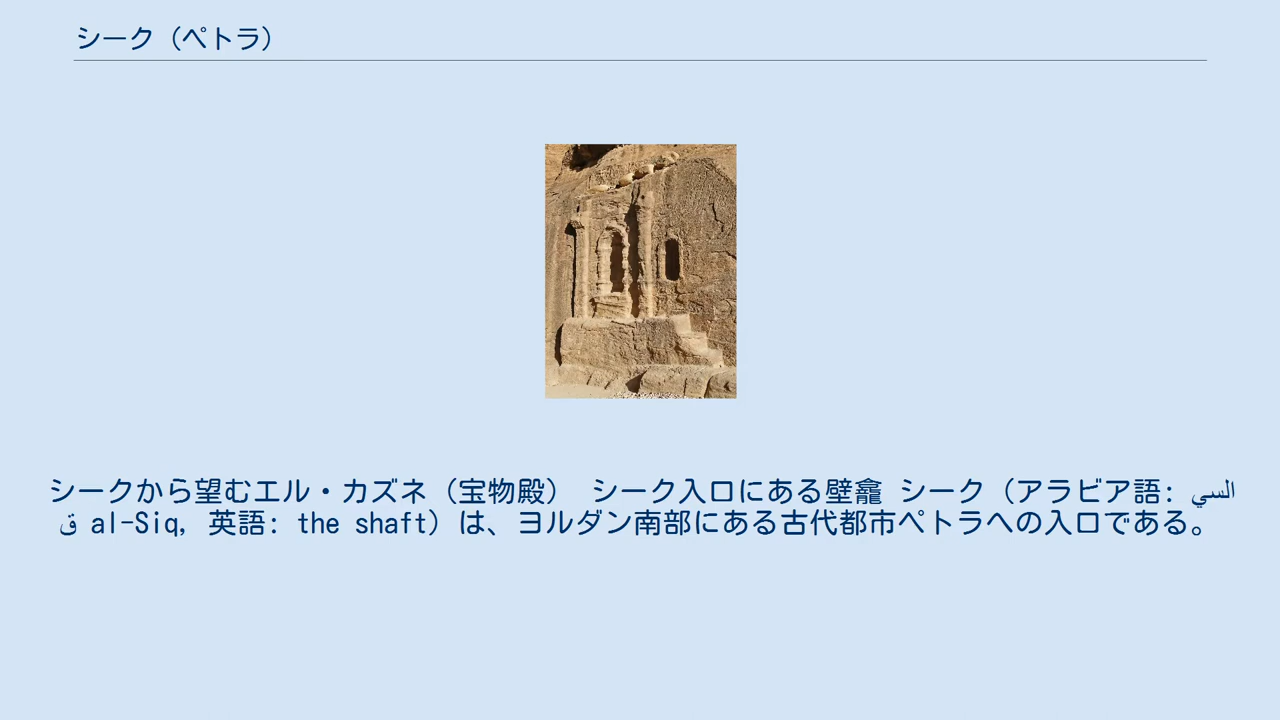 シーク（ペトラ）
シークから望むエル・カズネ（宝物殿） シーク入口にある壁龕 シーク（アラビア語: السي
ق al-Siq, 英語: the shaft）は、ヨルダン南部にある古代都市ペトラへの入口である。